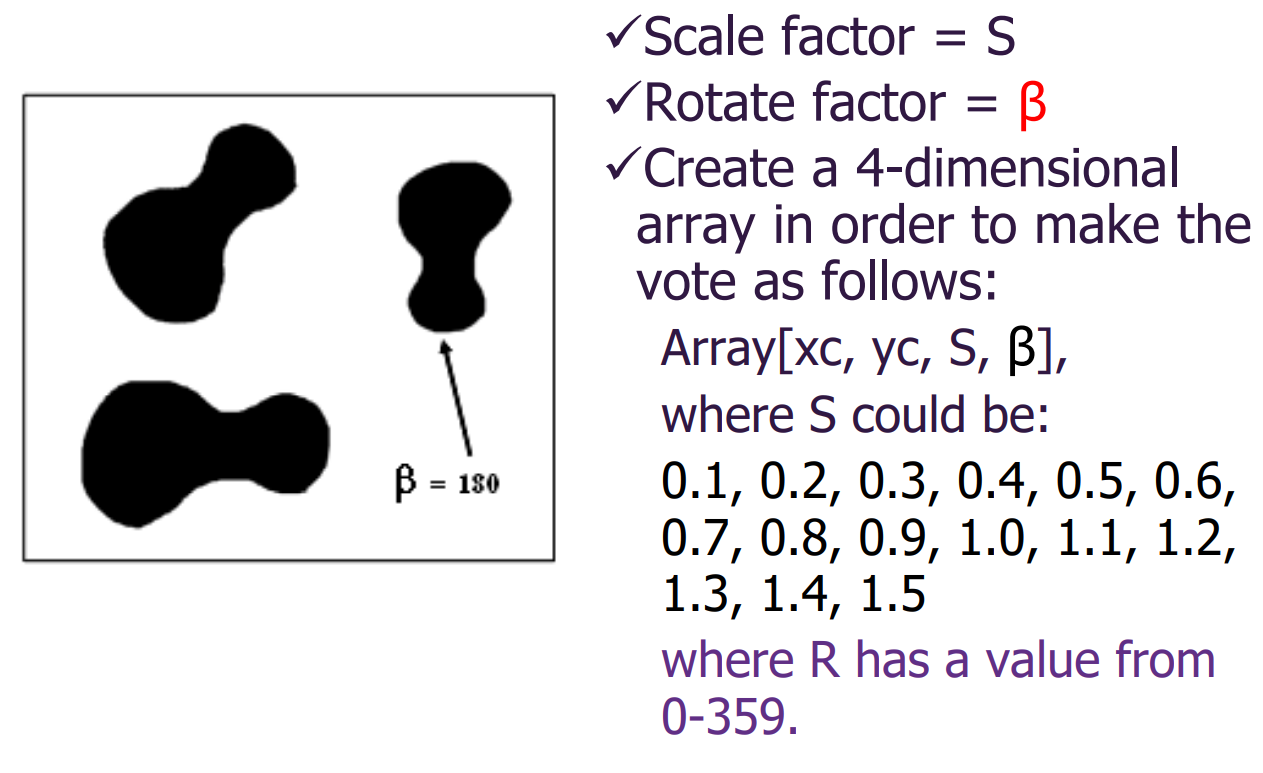 ✓Scale factor = S
✓Rotate factor = β
✓Create a 4-dimensional
array in order to make the
vote as follows:
Array[xc, yc, S, β],
where S could be:
0.1, 0.2, 0.3, 0.4, 0.5, 0.6,
0.7, 0.8, 0.9, 1.0, 1.1, 1.2,
1.3, 1.4, 1.5
where R has a value from
0-359.
β = 180